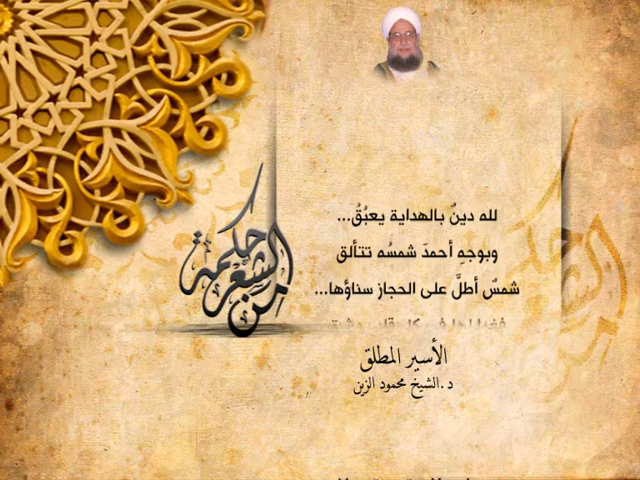 من الشعر حكمة
لله دينٌ بالهداية يعبُقُ...
وبوجهِ أحمدَ شمسُه تتألق
شمسٌ أطلَّ على الحجاز سناؤها...
الأسير المطلق
د.الشيخ محمود الزين